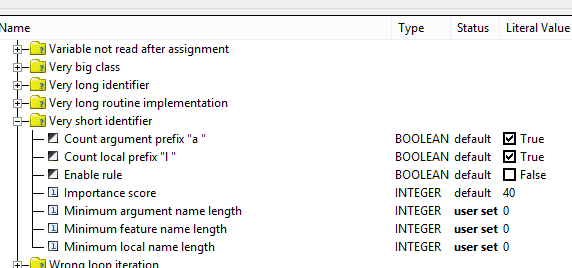 Name Type Status Literal Value
Variable not read after assignment
Very big class
Very long identifier
Very long routine implementation
Very short identifier
Count argument prefix "a " BOOLEAN default True
Count local prefix "l " BOOLEAN default True
Enable rule BOOLEAN default False
Importance score INTEGER default 40
Minimum argument name length INTEGER user set 0
Minimum feature name length INTEGER user set 0
Minimum local name length INTEGER user set 0
Wrong loop iteration